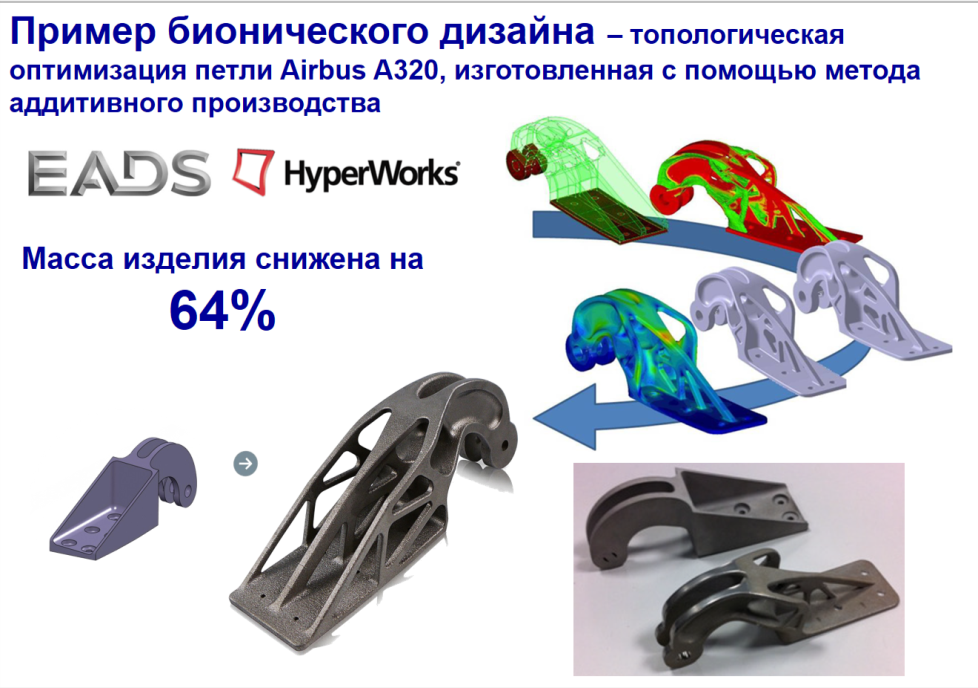 Пример бионического дизайна – топологическая
оптимизация петли Airbus A320, изготовленная с помощью метода
аддитивного производства
EADS HyperWorks®
Масса изделия снижена на
64%